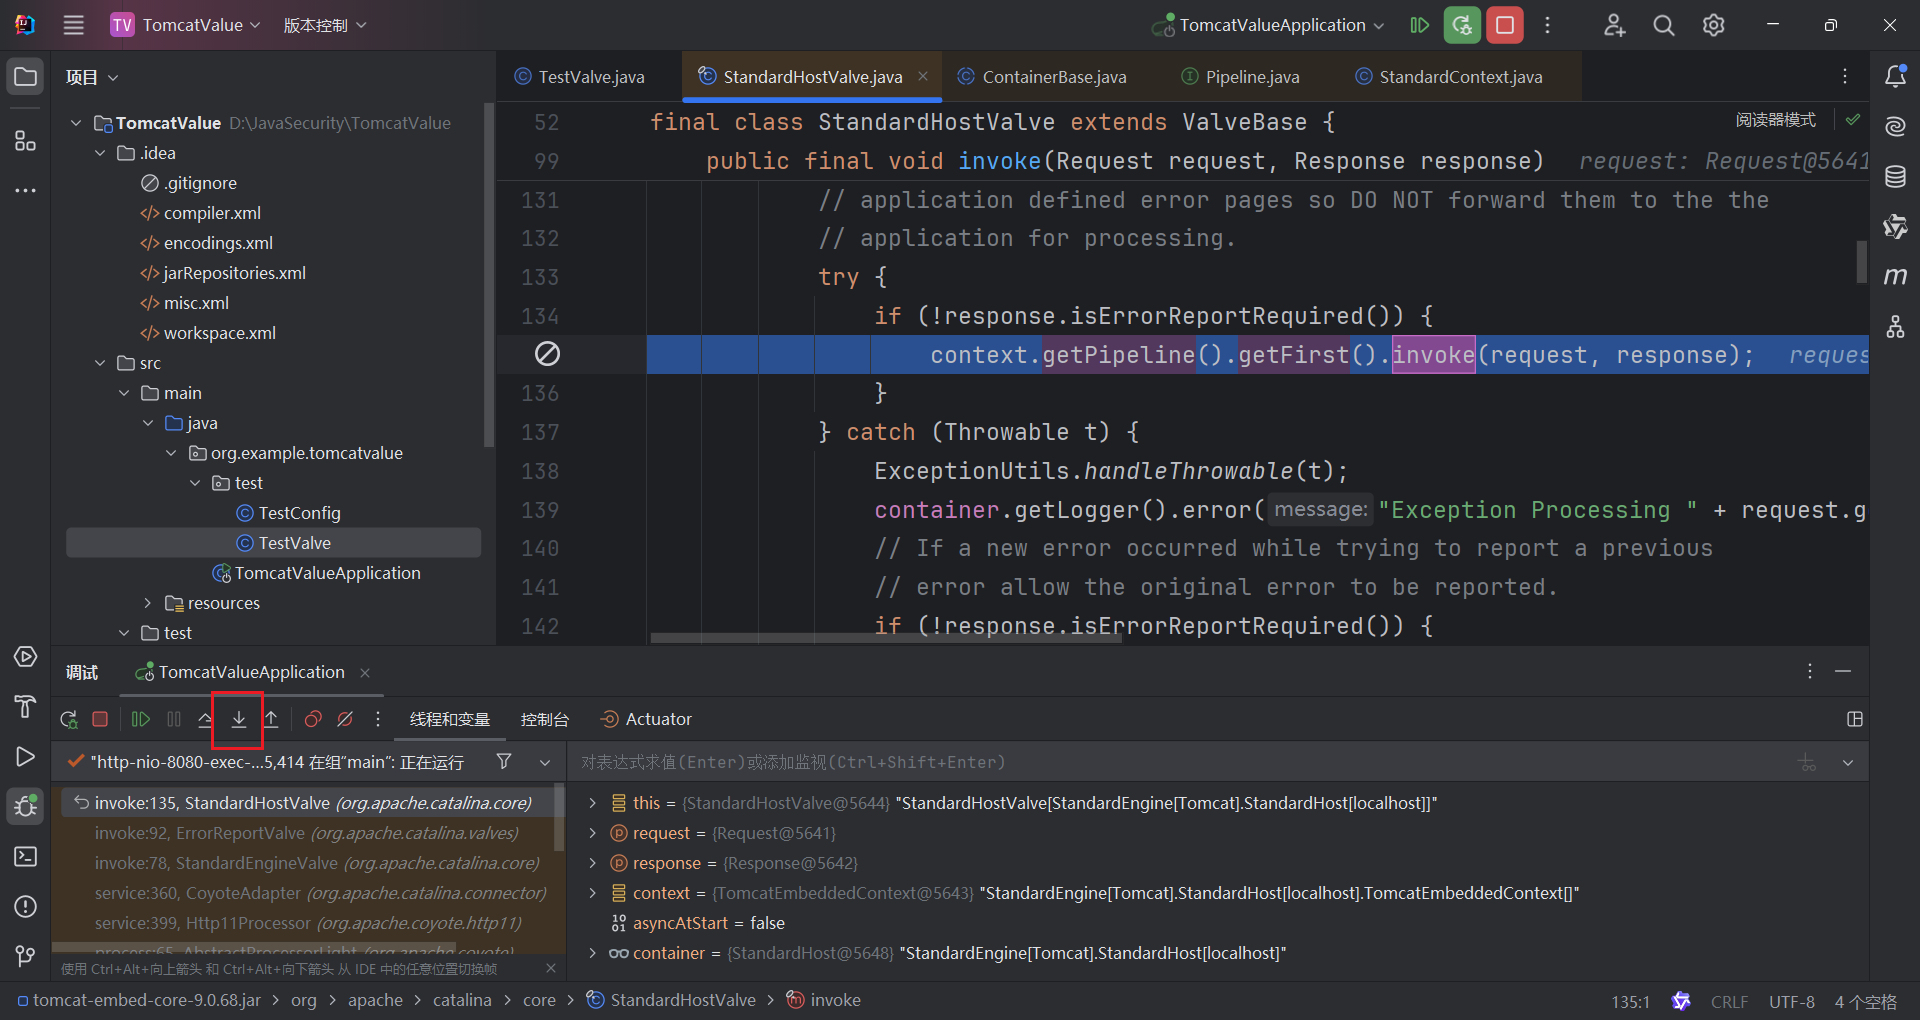 TV TomcatValue 版本控制 TomcatValueApplication
项目
TomcatValue D:\JavaSecurity\TomcatValue
.idea
.gitignore
compiler.xml
encodings.xml
jarRepositories.xml
misc.xml
workspace.xml
src
main
java
org.example.tomcatvalue
test
TestConfig
TestValve
TomcatValueApplication
resources
test
TestValve.java StandardHostValve.java ContainerBase.java Pipeline.java StandardContext.java
阅读器模式
52 final class StandardHostValve extends ValveBase {
99 public final void invoke(Request request, Response response) request: Request@5641
131 // application defined error pages so DO NOT forward them to the the
132 // application for processing.
133 try {
134 if (!response.isErrorReportRequired()) {
context.getPipeline().getFirst().invoke(request, response); reques
136 }
137 } catch (Throwable t) {
138 ExceptionUtils.handleThrowable(t);
139 container.getLogger().error( message: "Exception Processing " + request.g
140 // If a new error occurred while trying to report a previous
141 // error allow the original error to be reported.
142 if (!response.isErrorReportRequired()) {
调试 TomcatValueApplication
线程和变量 控制台 Actuator
"http-nio-8080-exec-...5,414 在组"main": 正在运行
invoke:135, StandardHostValve (org.apache.catalina.core)
invoke:92, ErrorReportValve (org.apache.catalina.valves)
invoke:78, StandardEngineValve (org.apache.catalina.core)
service:360, CoyoteAdapter (org.apache.catalina.connector)
service:399, Http11Processor (org.apache.coyote.http11)
process:65, AbstractProcessorLight (org.apache.coyote)
使用 Ctrl+Alt+向上箭头 和 Ctrl+Alt+向下箭头 从 IDE 中的任意位置切换帧
对表达式求值(Enter)或添加监视(Ctrl+Shift+Enter)
this = {StandardHostValve@5644} "StandardHostValve[StandardEngine[Tomcat].StandardHost[localhost]]"
request = {Request@5641}
response = {Response@5642}
context = {TomcatEmbeddedContext@5643} "StandardEngine[Tomcat].StandardHost[localhost].TomcatEmbeddedContext[]"
asyncAtStart = false
container = {StandardHost@5648} "StandardEngine[Tomcat].StandardHost[localhost]"
tomcat-embed-core-9.0.68.jar org apache catalina core StandardHostValve invoke
135:1 CRLF UTF-8 4 个空格